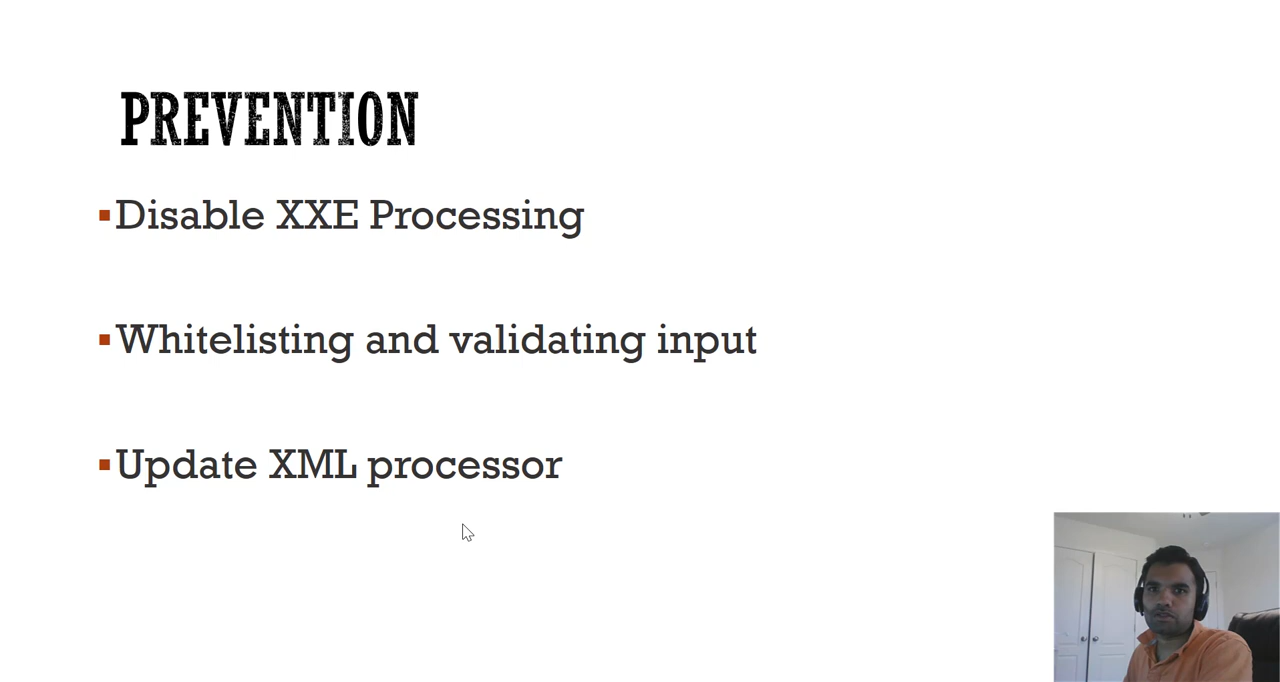 PREVENTION
Disable XXE Processing
Whitelisting and validating input
Update XML processor